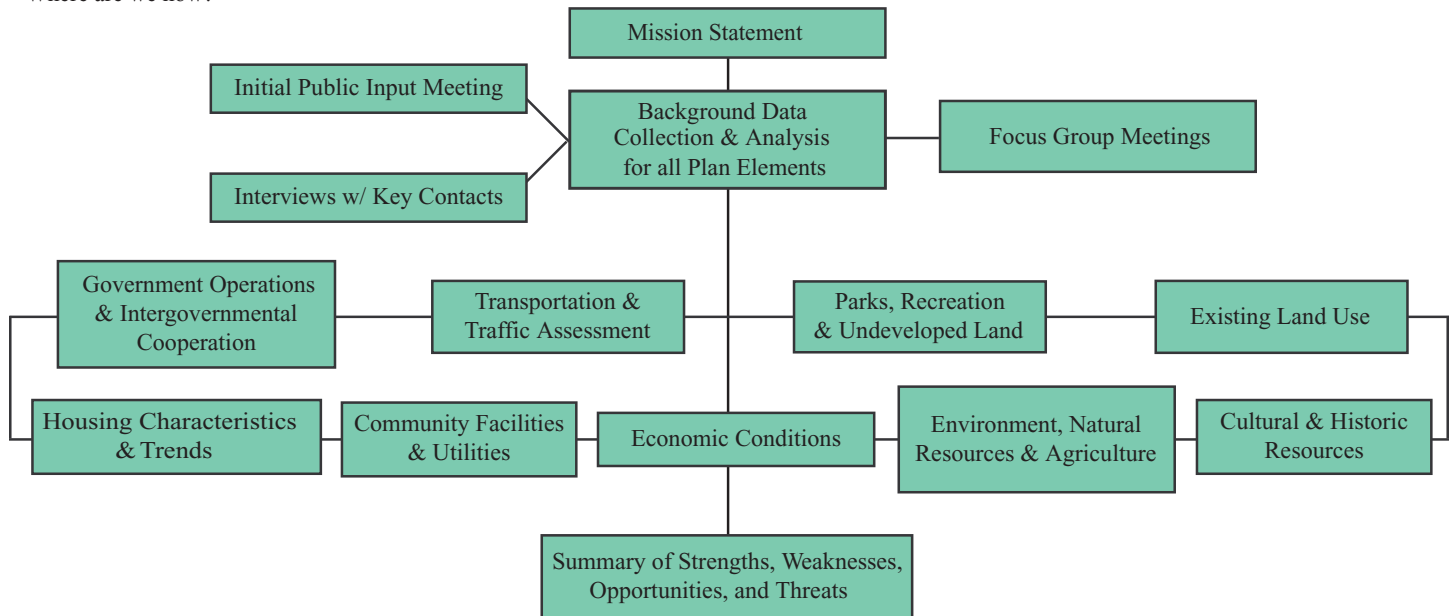 Mission Statement
Initial Public Input Meeting
Background Data
Collection & Analysis
for all Plan Elements
Focus Group Meetings
Interviews w/ Key Contacts
Government Operations
& Intergovernmental
Cooperation
Transportation &
Traffic Assessment
Parks, Recreation
& Undeveloped Land
Existing Land Use
Housing Characteristics
& Trends
Community Facilities
& Utilities
Economic Conditions
Environment, Natural
Resources & Agriculture
Cultural & Historic
Resources
Summary of Strengths, Weaknesses,
Opportunities, and Threats